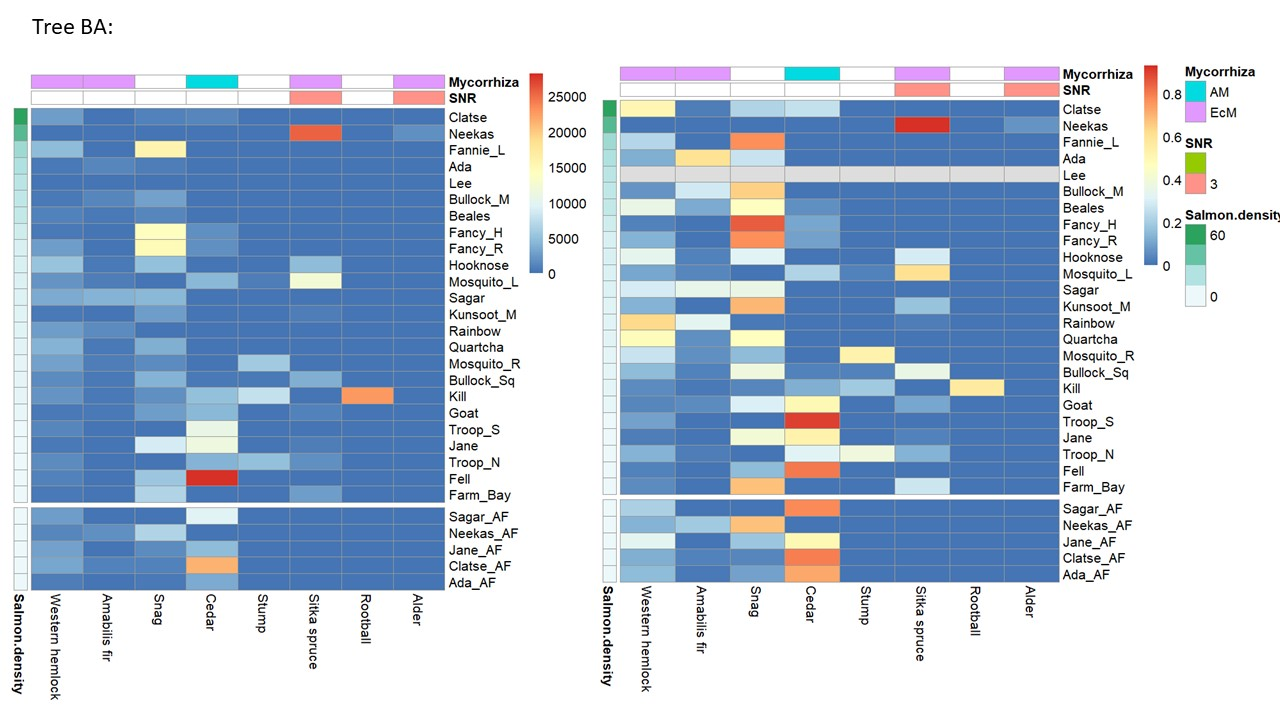 Tree BA:
Mycorrhiza
SNR
Clatse
Neekas
Fannie_L
Ada
Lee
Bullock_M
Beales
Fancy_H
Fancy_R
Hooknose
Mosquito_L
Sagar
Kunsoot_M
Rainbow
Quartcha
Mosquito_R
Bullock_Sq
Kill
Goat
Troop_S
Jane
Troop_N
Fell
Farm_Bay
Sagar_AF
Neekas_AF
Jane_AF
Clatse_AF
Ada_AF
25000
20000
15000
10000
5000
0
Salmon.density
Western hemlock
Amabilis fir
Snag
Cedar
Stump
Sitka spruce
Rootball
Alder
Mycorrhiza
SNR
Clatse
Neekas
Fannie_L
Ada
Lee
Bullock_M
Beales
Fancy_H
Fancy_R
Hooknose
Mosquito_L
Sagar
Kunsoot_M
Rainbow
Quartcha
Mosquito_R
Bullock_Sq
Kill
Goat
Troop_S
Jane
Troop_N
Fell
Farm_Bay
Sagar_AF
Neekas_AF
Jane_AF
Clatse_AF
Ada_AF
0.8
0.6
0.4
0.2
0
Salmon.density
Western hemlock
Amabilis fir
Snag
Cedar
Stump
Sitka spruce
Rootball
Alder
Mycorrhiza
AM
EcM
SNR
3
Salmon.density
60
0